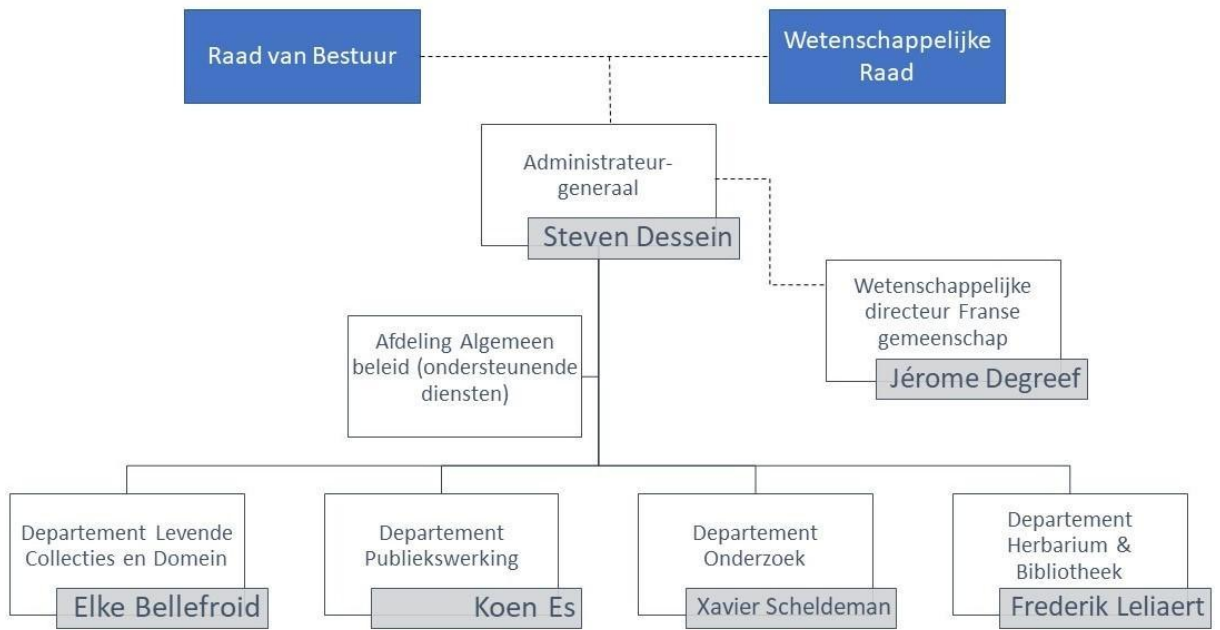 Raad van Bestuur
Wetenschappelijke
Raad
Administrateur-
generaal
Steven Dessein
Wetenschappelijke
directeur Franse
gemeenschap
Jérome Degreef
Afdeling Algemeen
beleid (ondersteunende
diensten)
Departement Levende
Collecties en Domein
Elke Bellefroid
Departement
Publiekswerking
Koen Es
Departement
Onderzoek
Xavier Scheldeman
Departement
Herbarium &
Bibliotheek
Frederik Leliaert